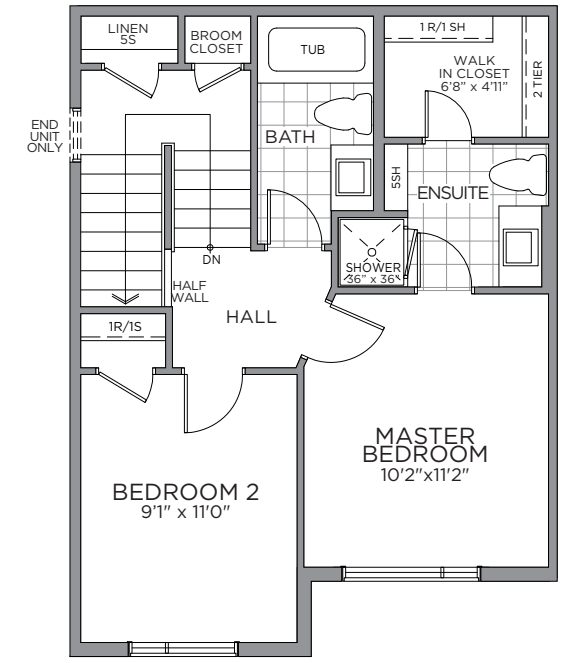 LINEN
5S
BROOM
CLOSET
TUB
1 R/1 SH
WALK
IN CLOSET
6'8" x 4'11"
2 TIER
END
UNIT
ONLY
BATH
5SH
ENSUITE
DN
SHOWER
36" x 36"
HALF
WALL
HALL
1R/1S
MASTER
BEDROOM
10'2"x11'2"
BEDROOM 2
9'1" x 11'0"